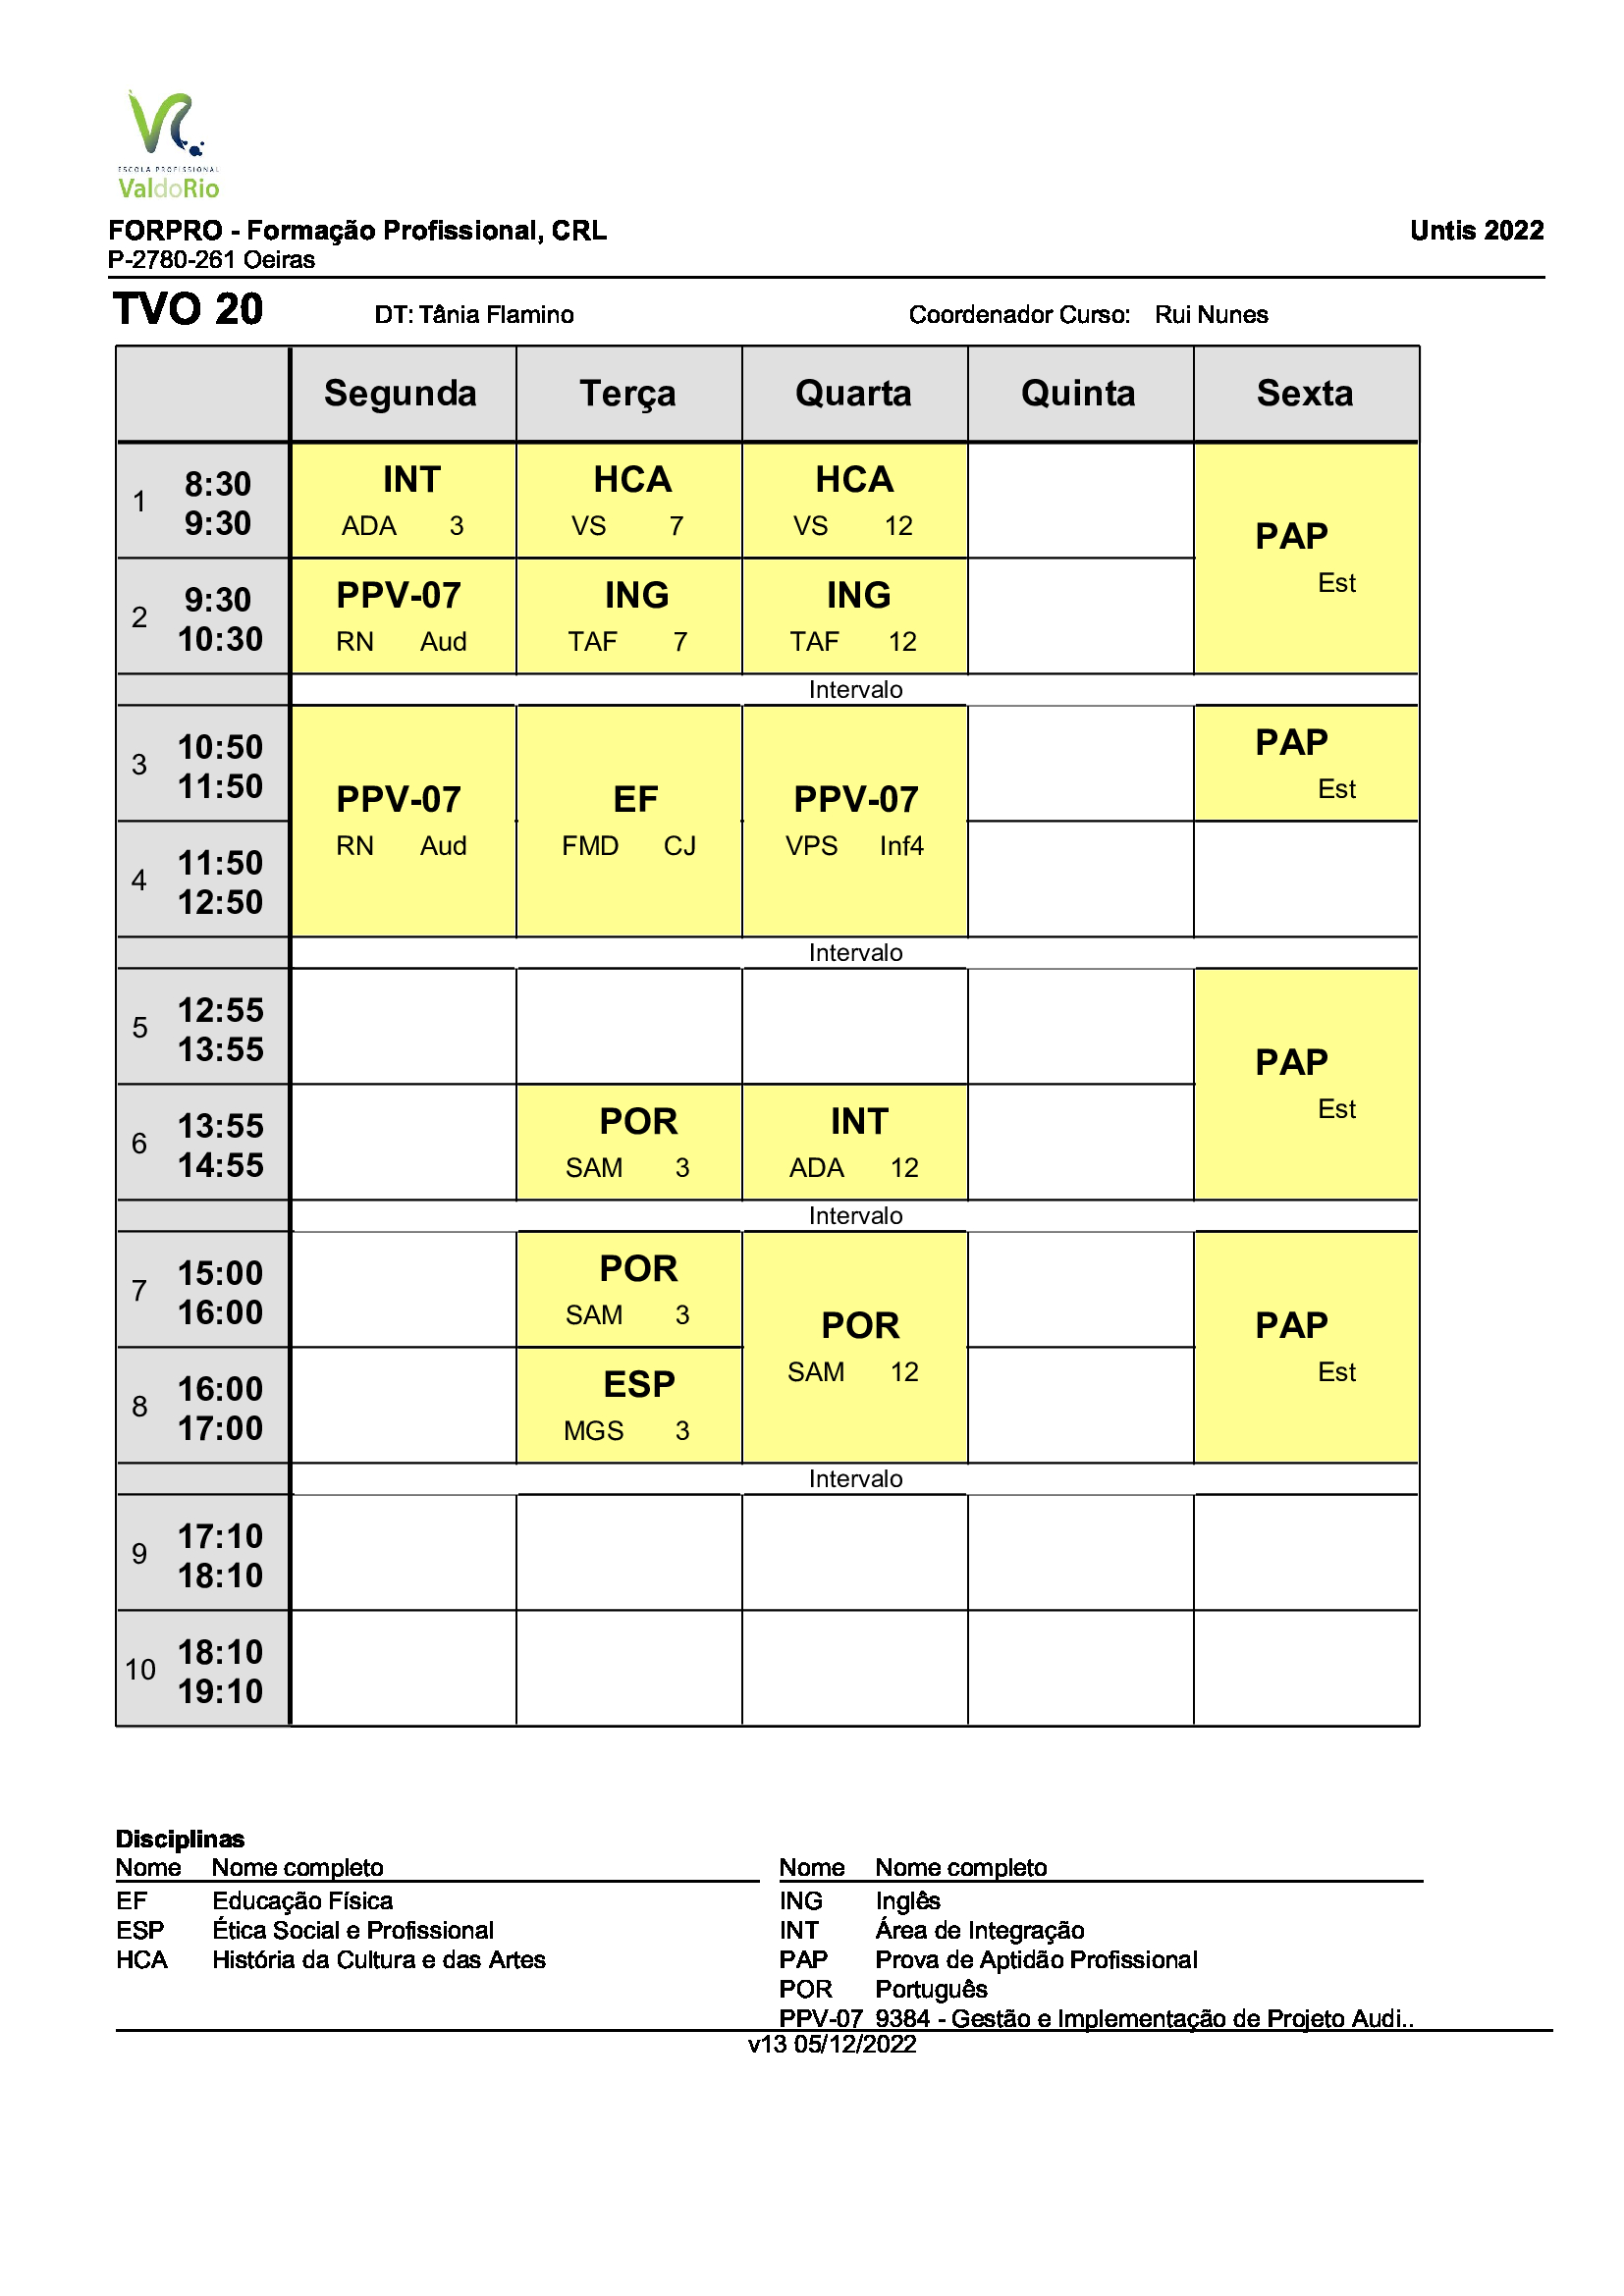 ESCOLA PROFISSIONAL
ValdoRio
FORPRO - Formação Profissional, CRL Untis 2022
P-2780-261 Oeiras
TVO 20 DT: Tânia Flamino Coordenador Curso: Rui Nunes
Segunda Terça Quarta Quinta Sexta
1 8:30 9:30
INT HCA HCA
ADA 3 VS 7 VS 12
PAP
Est
2 9:30 10:30
PPV-07 ING ING
RN Aud TAF 7 TAF 12
Intervalo
3 10:50 11:50
PAP
Est
PPV-07 EF PPV-07
RN Aud FMD CJ VPS Inf4
4 11:50 12:50
Intervalo
5 12:55 13:55
PAP
Est
6 13:55 14:55
POR INT
SAM 3 ADA 12
Intervalo
7 15:00 16:00
POR
SAM 3
POR PAP
SAM 12 Est
8 16:00 17:00
ESP
MGS 3
Intervalo
9 17:10 18:10
10 18:10 19:10
Disciplinas
Nome Nome completo Nome Nome completo
EF Educação Física ING Inglês
ESP Ética Social e Profissional INT Área de Integração
HCA História da Cultura e das Artes PAP Prova de Aptidão Profissional
POR Português
PPV-07 9384 - Gestão e Implementação de Projeto Audi..
v13 05/12/2022